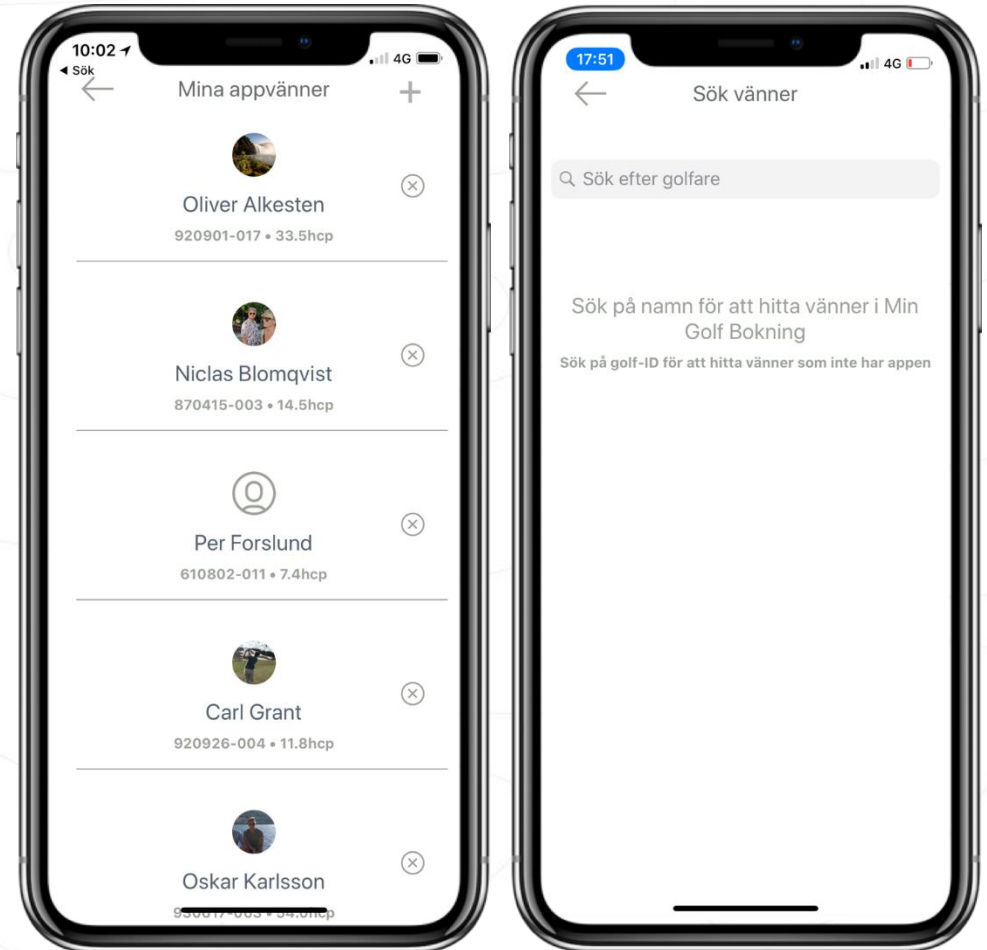 10:02
4G
Sök
Mina appvänner
Oliver Alkesten
920901-017 • 33.5hcp
Niclas Blomqvist
870415-003 • 14.5hcp
Per Forslund
610802-011 • 7.4hcp
Carl Grant
920926-004 • 11.8hcp
Oskar Karlsson
17:51
4G
Sök vänner
Sök efter golfare
Sök på namn för att hitta vänner i Min
Golf Bokning
Sök på golf-ID för att hitta vänner som inte har appen